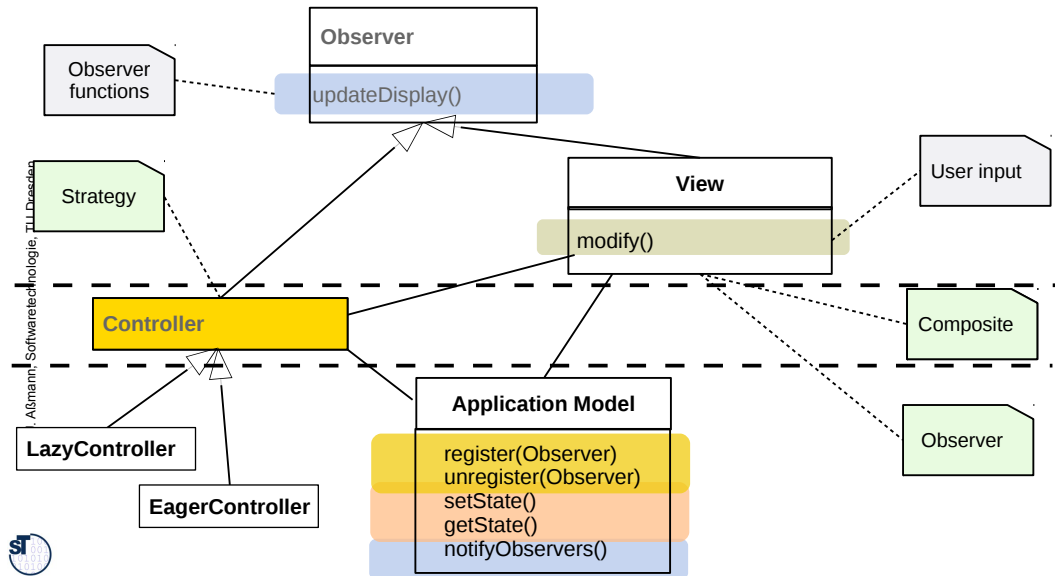 Observer
Observer
functions
updateDisplay()
Strategy
View
User input
modify()
Aßmann, Softwaretechnologie, TU Dresden
Controller
Composite
Application Model
LazyController
EagerController
register(Observer)
unregister(Observer)
setState()
getState()
notifyObservers()
Observer
ST